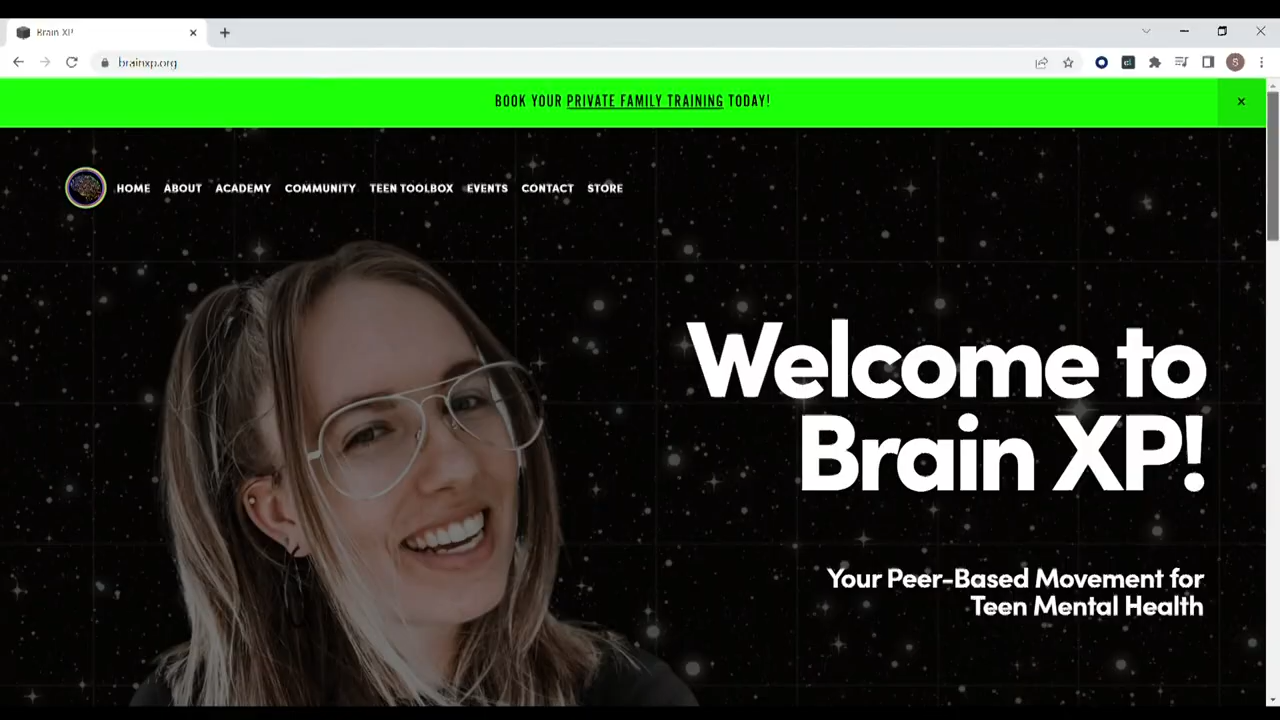 Brain XP
brainxp.org
BOOK YOUR PRIVATE FAMILY TRAINING TODAY!
HOME ABOUT ACADEMY COMMUNITY TEEN TOOLBOX EVENTS CONTACT STORE
Welcome to
Brain XP!
Your Peer-Based Movement for
Teen Mental Health
S